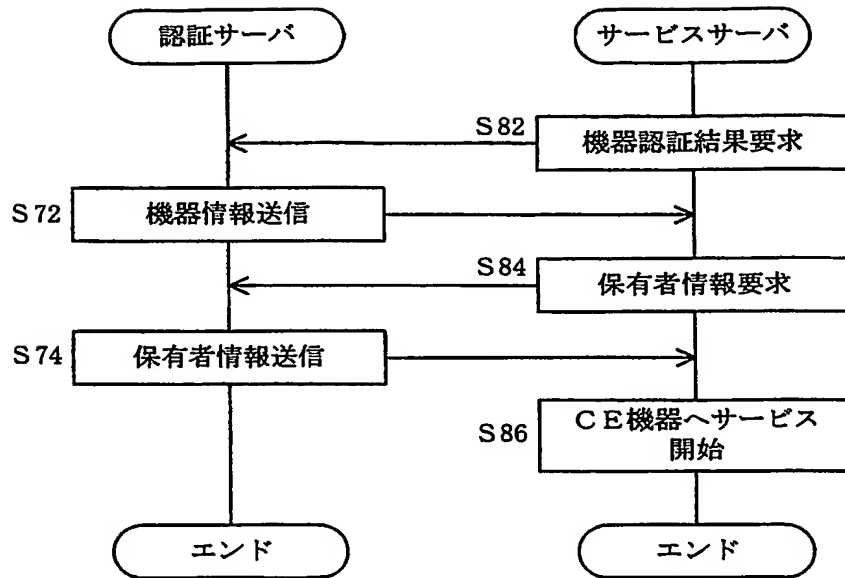 認証サーバ
サービスサーバ
S82
機器認証結果要求
S72
機器情報送信
S84
保有者情報要求
S74
保有者情報送信
S86
CE機器へサービス
開始
エンド
エンド